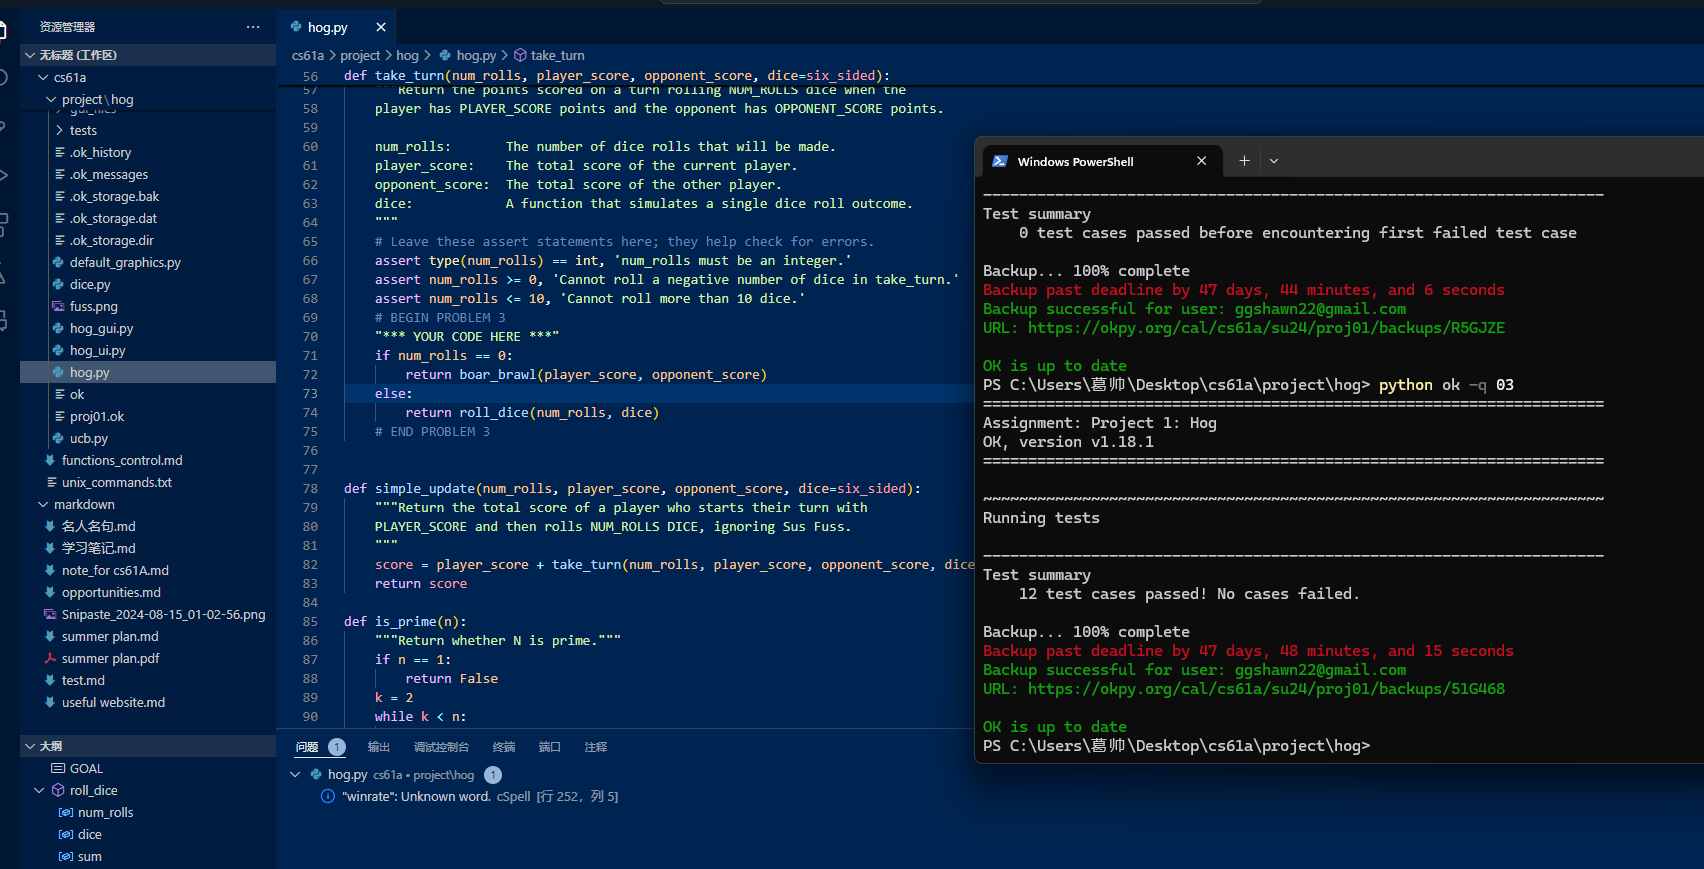 资源管理器
无标题 (工作区)
cs61a
project\hog
gui_files
tests
.ok_history
.ok_messages
.ok_storage.bak
.ok_storage.dat
.ok_storage.dir
default_graphics.py
dice.py
fuss.png
hog_gui.py
hog_ui.py
hog.py
ok
proj01.ok
ucb.py
functions_control.md
unix_commands.txt
markdown
名人名句.md
学习笔记.md
note_for cs61A.md
opportunities.md
Snipaste_2024-08-15_01-02-56.png
summer plan.md
summer plan.pdf
test.md
useful website.md
大纲
GOAL
roll_dice
num_rolls
dice
sum
hog.py
cs61a > project > hog > hog.py > take_turn
56 def take_turn(num_rolls, player_score, opponent_score, dice=six_sided):
57 """Return the points scored on a turn rolling NUM_ROLLS dice when the
58 player has PLAYER_SCORE points and the opponent has OPPONENT_SCORE points.
59
60 num_rolls:       The number of dice rolls that will be made.
61 player_score:    The total score of the current player.
62 opponent_score:  The total score of the other player.
63 dice:            A function that simulates a single dice roll outcome.
64 """
65 # Leave these assert statements here; they help check for errors.
66 assert type(num_rolls) == int, 'num_rolls must be an integer.'
67 assert num_rolls >= 0, 'Cannot roll a negative number of dice in take_turn.'
68 assert num_rolls <= 10, 'Cannot roll more than 10 dice.'
69 # BEGIN PROBLEM 3
70 "*** YOUR CODE HERE ***"
71 if num_rolls == 0:
72 return boar_brawl(player_score, opponent_score)
73 else:
74 return roll_dice(num_rolls, dice)
75 # END PROBLEM 3
76
77
78 def simple_update(num_rolls, player_score, opponent_score, dice=six_sided):
79 """Return the total score of a player who starts their turn with
80 PLAYER_SCORE and then rolls NUM_ROLLS DICE, ignoring Sus Fuss.
81 """
82 score = player_score + take_turn(num_rolls, player_score, opponent_score, dice
83 return score
84
85 def is_prime(n):
86 """Return whether N is prime."""
87 if n == 1:
88 return False
89 k = 2
90 while k < n:
问题 1 输出 调试控制台 终端 端口 注释
hog.py cs61a • project\hog 1
"winrate": Unknown word. cSpell [行 252, 列 5]
Windows PowerShell
---------------------------------------------------------------------
Test summary
0 test cases passed before encountering first failed test case
Backup... 100% complete
Backup past deadline by 47 days, 44 minutes, and 6 seconds
Backup successful for user: ggshawn22@gmail.com
URL: https://okpy.org/cal/cs61a/su24/proj01/backups/R5GJZE
OK is up to date
PS C:\Users\葛帅\Desktop\cs61a\project\hog> python ok -q 03
=====================================================================
Assignment: Project 1: Hog
OK, version v1.18.1
=====================================================================
~~~~~~~~~~~~~~~~~~~~~~~~~~~~~~~~~~~~~~~~~~~~~~~~~~~~~~~~~~~~~~~~~~~~~
Running tests
---------------------------------------------------------------------
Test summary
12 test cases passed! No cases failed.
Backup... 100% complete
Backup past deadline by 47 days, 48 minutes, and 15 seconds
Backup successful for user: ggshawn22@gmail.com
URL: https://okpy.org/cal/cs61a/su24/proj01/backups/51G468
OK is up to date
PS C:\Users\葛帅\Desktop\cs61a\project\hog>